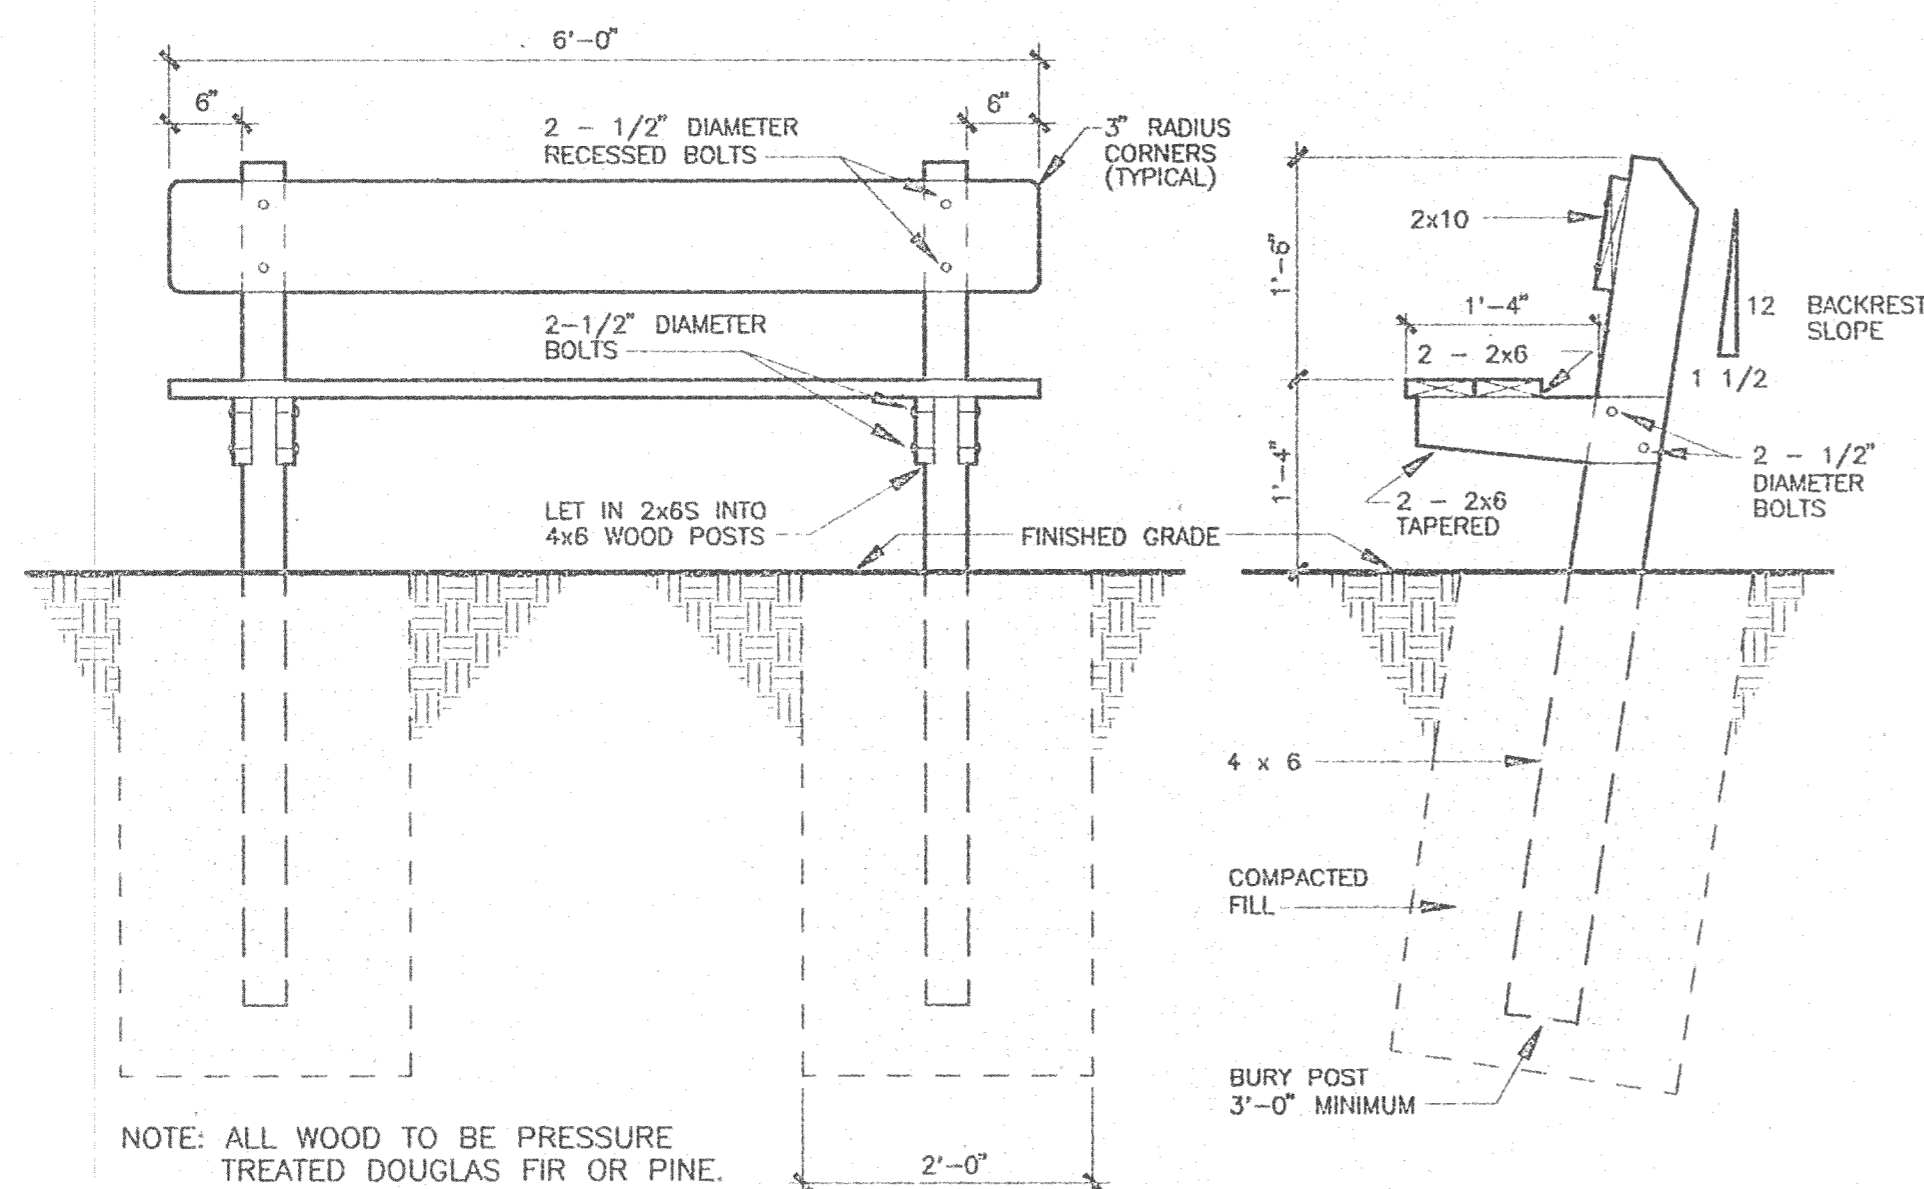 6'-0"
6"
6"
2 - 1/2" DIAMETER
RECESSED BOLTS
3" RADIUS
CORNERS
(TYPICAL)
2-1/2" DIAMETER
BOLTS
LET IN 2x6S INTO
4x6 WOOD POSTS
FINISHED GRADE
2x10
1'-6"
1'-4"
2 - 2x6
12
BACKREST
SLOPE
1 1/2
1'-4"
2 - 2x6
TAPERED
2 - 1/2"
DIAMETER
BOLTS
4 x 6
COMPACTED
FILL
BURY POST
3'-0" MINIMUM
NOTE: ALL WOOD TO BE PRESSURE
TREATED DOUGLAS FIR OR PINE.
2'-0"